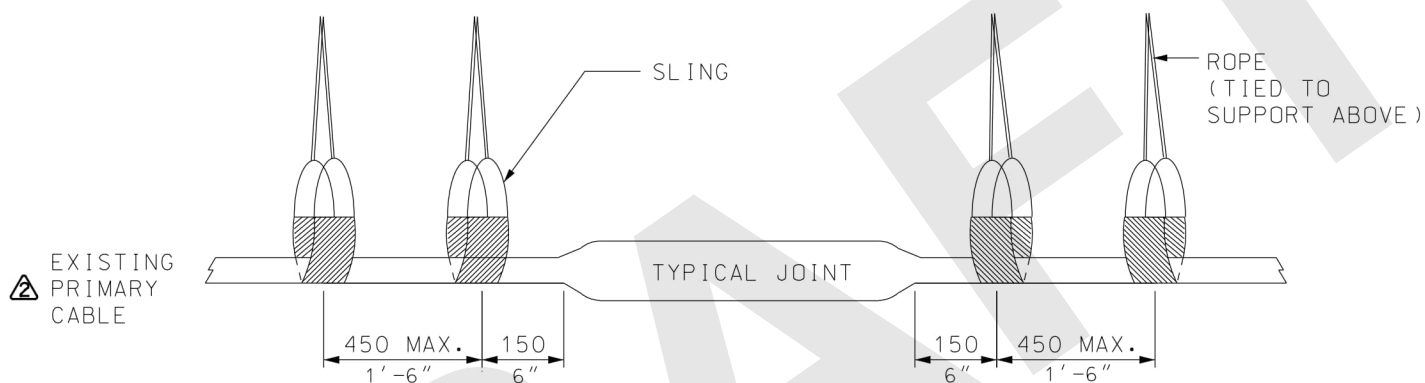 SLING
ROPE
(TIED TO
SUPPORT ABOVE)
2 EXISTING
PRIMARY
CABLE
TYPICAL JOINT
450 MAX.
1'-6"
150
6"
150
6"
450 MAX.
1'-6"